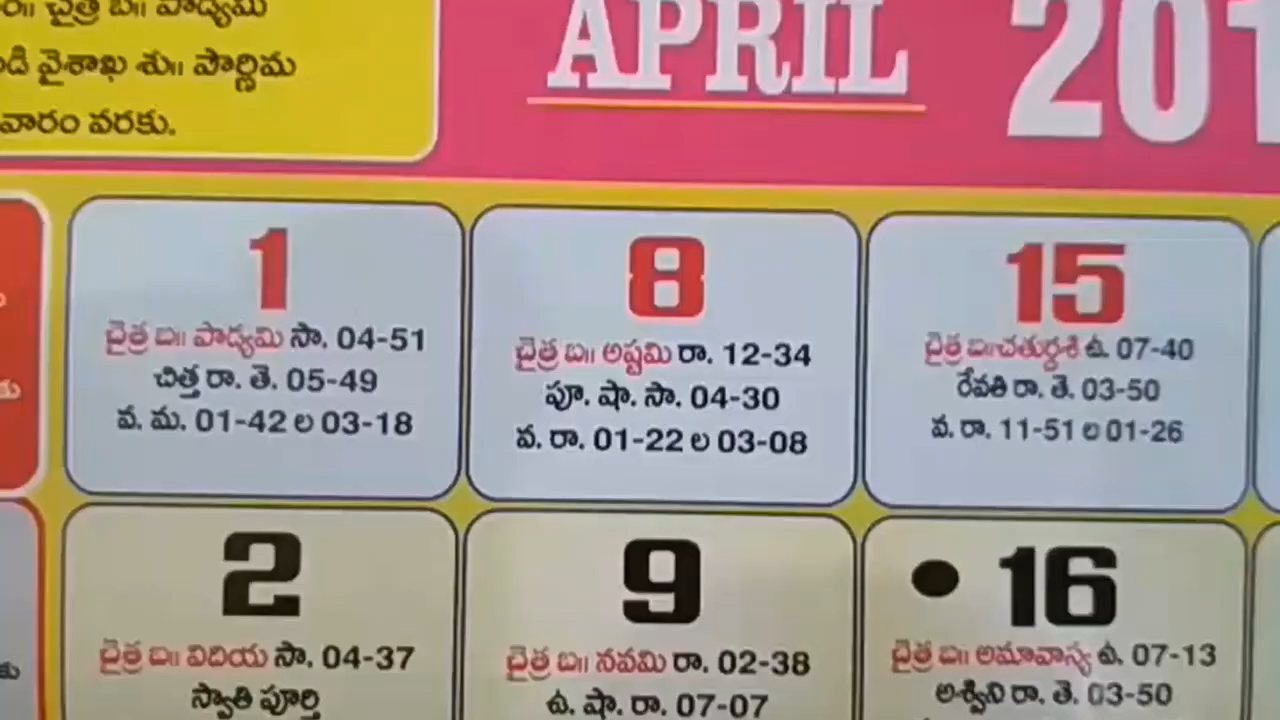 చైత్ర బ॥ పాడ్యమి
వైశాఖ శు॥ పౌర్ణిమ
వారం వరకు.
APRIL 201
1
చైత్ర బ॥ పాడ్యమి సా. 04-51
చిత్త రా. తె. 05-49
వ. మ. 01-42 ల 03-18
8
చైత్ర బ॥ అష్టమి రా. 12-34
పూ. షా. సా. 04-30
వ. రా. 01-22 ల 03-08
15
చైత్ర బ॥చతుర్దశి ఉ. 07-40
రేవతి రా. తె. 03-50
వ. రా. 11-51 ల 01-26
2
చైత్ర బ॥ విదియ సా. 04-37
స్వాతి పూర్తి
9
చైత్ర బ॥ నవమి రా. 02-38
ఉ. షా. రా. 07-07
16
చైత్ర బ॥ అమావాస్య ఉ. 07-13
అశ్విని రా. తె. 03-50